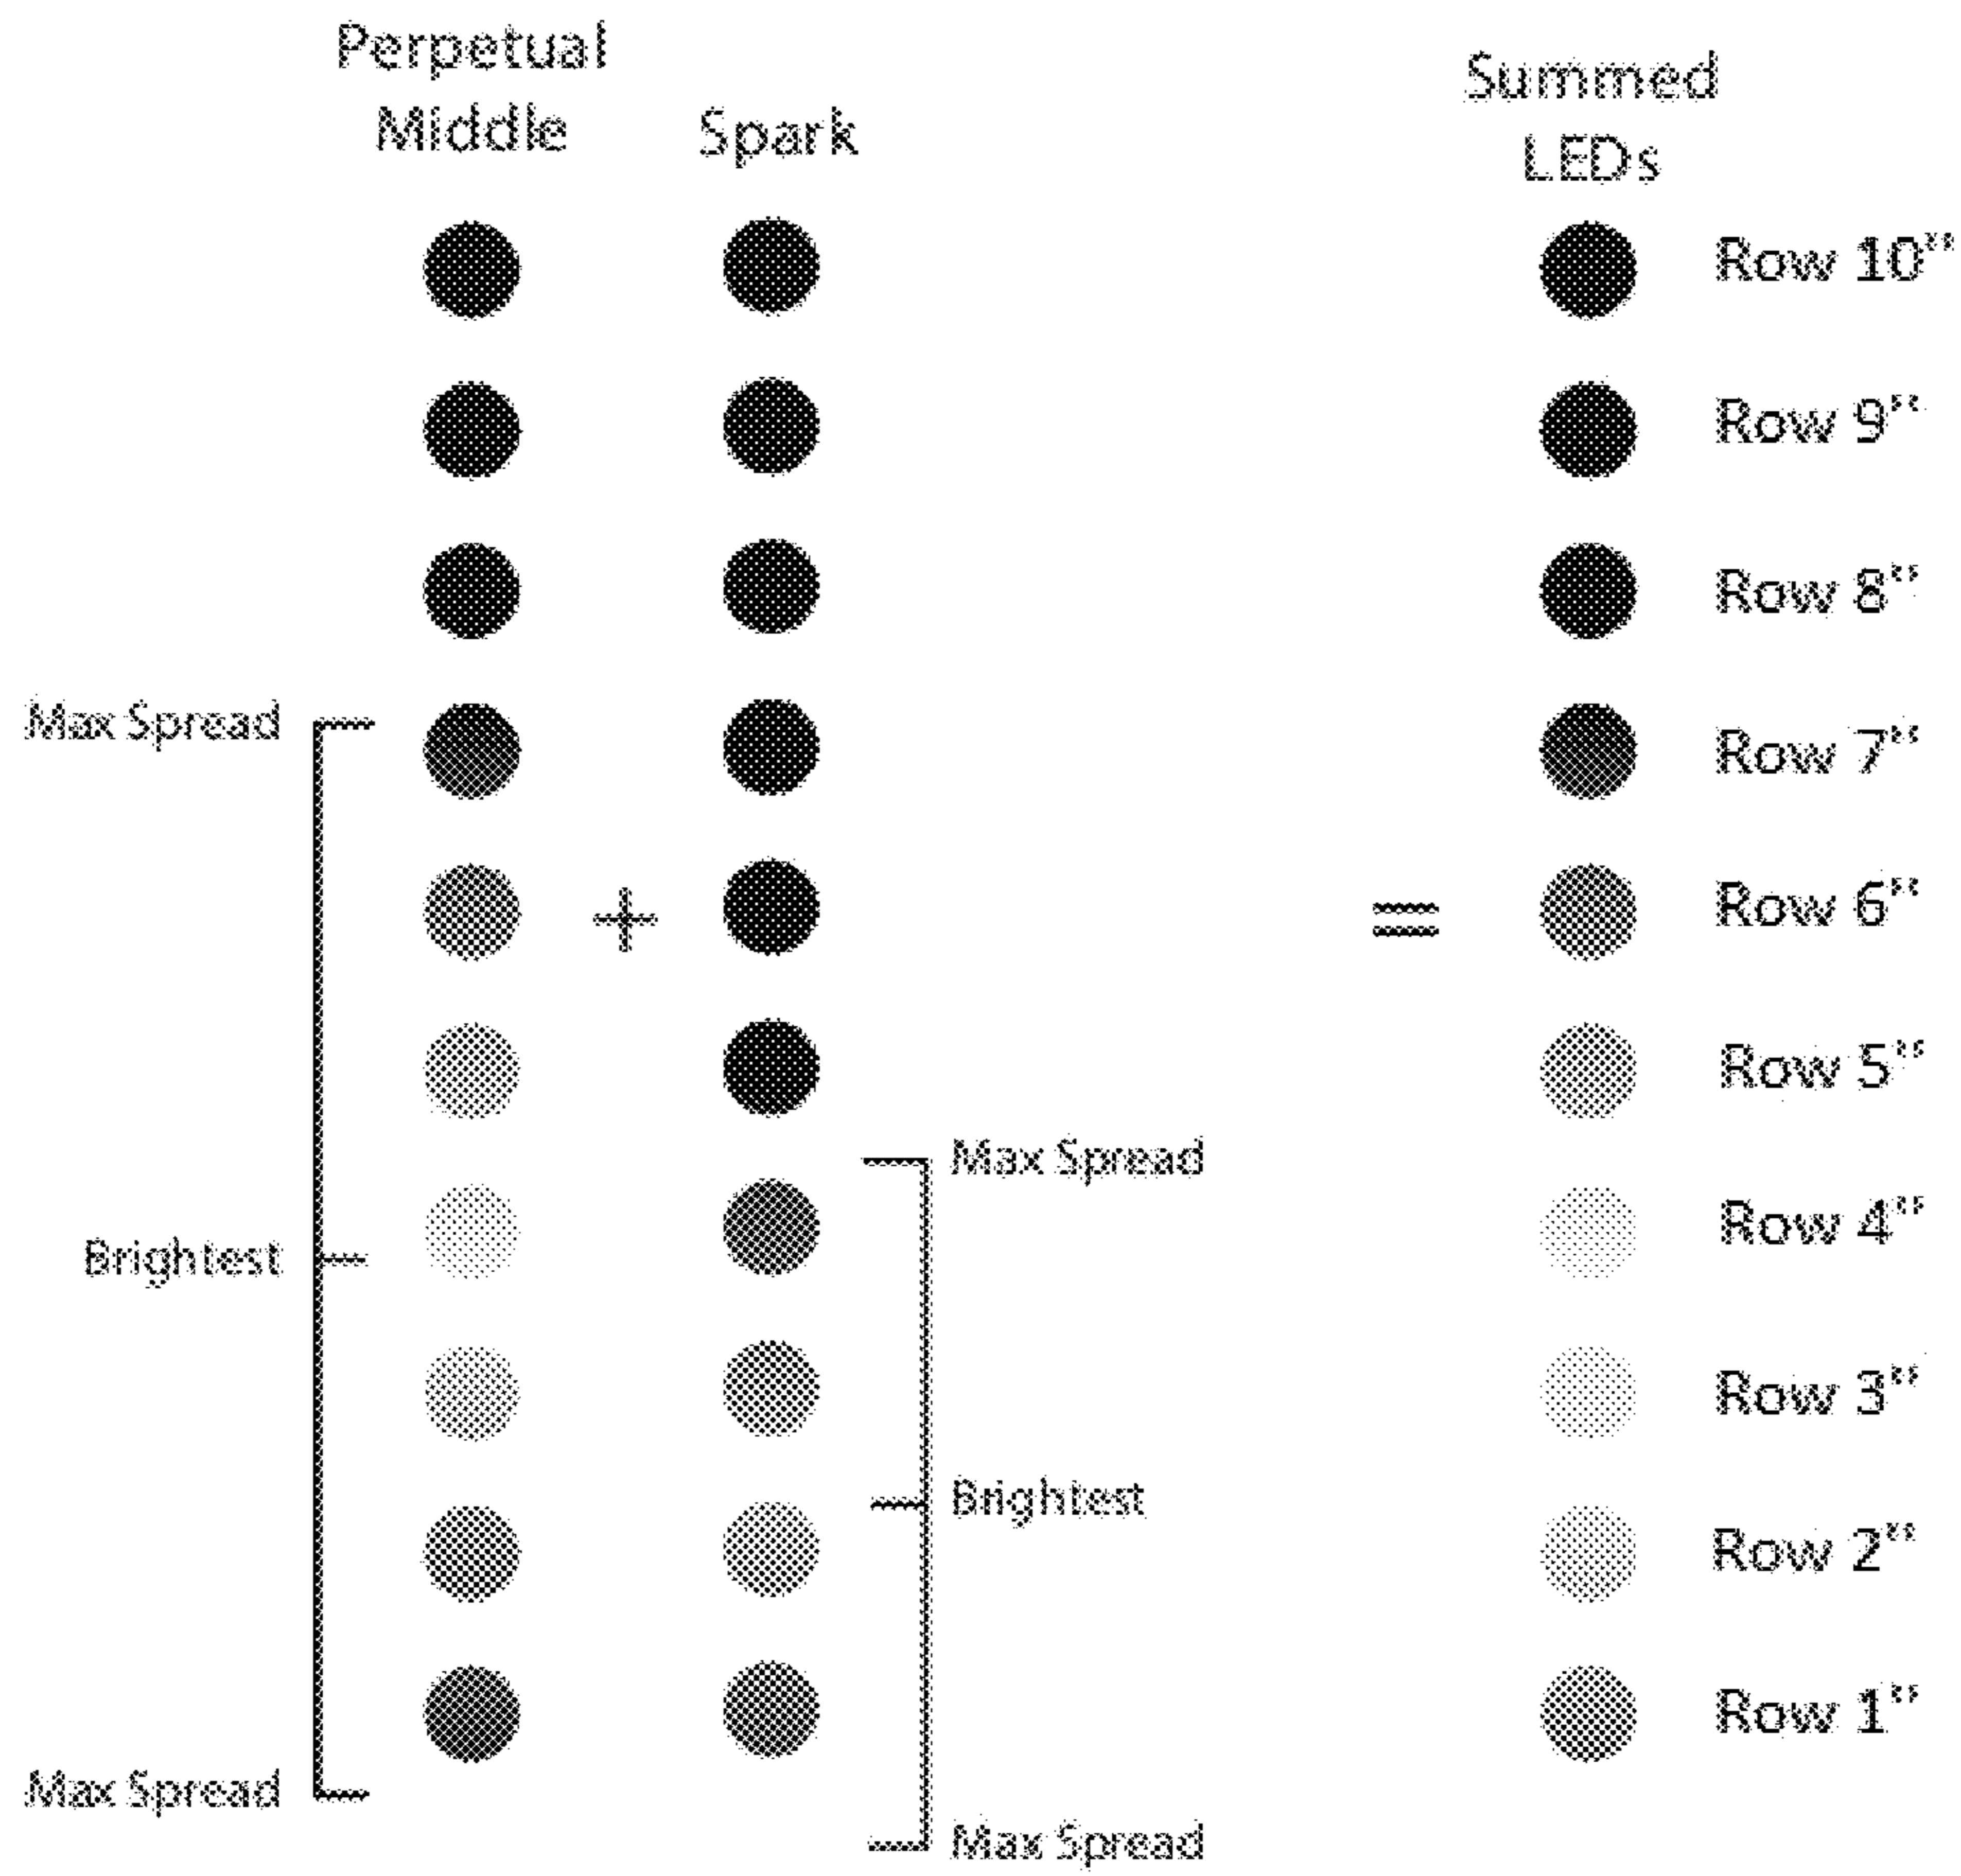 Perpetual
Middle
Spark
Summed
LEDs
Row 10"
Row 9"
Row 8"
Max Spread
Row 7"
+
=
Row 6"
Row 5"
Max Spread
Row 4"
Brightest
Row 3"
Brightest
Row 2"
Row 1"
Max Spread
Max Spread